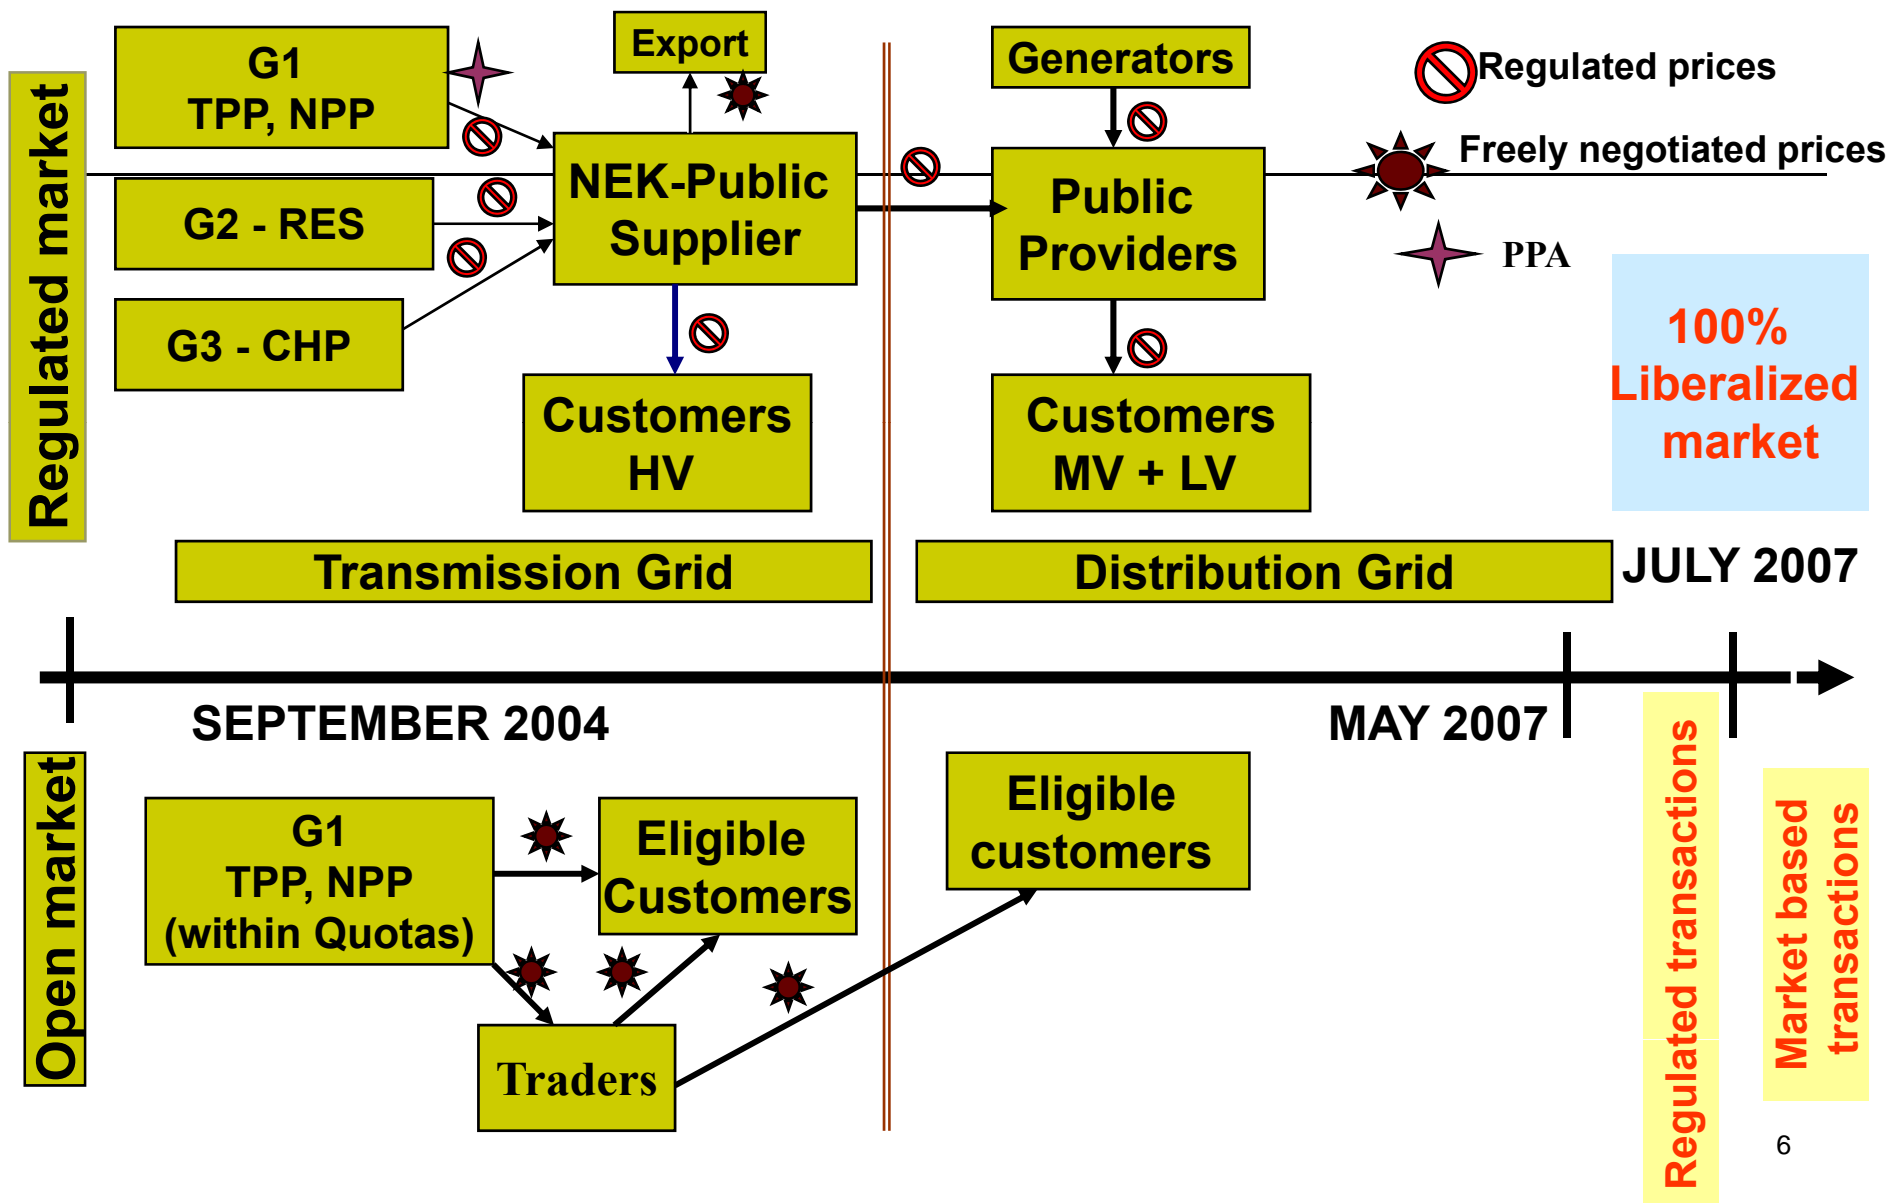 Regulated market
G1
TPP, NPP
G2 - RES
G3 - CHP
Export
NEK-Public
Supplier
Customers
HV
Generators
Public
Providers
Customers
MV + LV
Regulated prices
Freely negotiated prices
PPA
100%
Liberalized
market
Transmission Grid
Distribution Grid
JULY 2007
SEPTEMBER 2004
MAY 2007
Open market
G1
TPP, NPP
(within Quotas)
Eligible
Customers
Traders
Eligible
customers
Regulated transactions
Market based
transactions
6